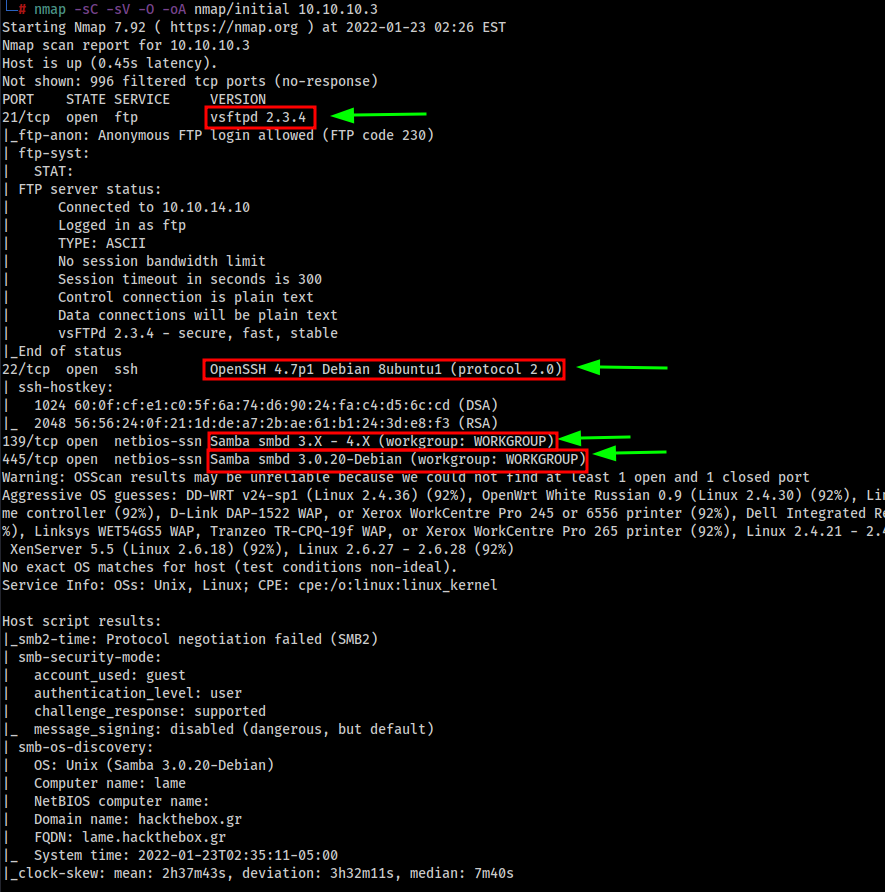 └─# nmap -sC -sV -O -oA nmap/initial 10.10.10.3
Starting Nmap 7.92 ( https://nmap.org ) at 2022-01-23 02:26 EST
Nmap scan report for 10.10.10.3
Host is up (0.45s latency).
Not shown: 996 filtered tcp ports (no-response)
PORT    STATE SERVICE     VERSION
21/tcp  open  ftp         vsftpd 2.3.4
|_ftp-anon: Anonymous FTP login allowed (FTP code 230)
| ftp-syst:
|   STAT:
| FTP server status:
|      Connected to 10.10.14.10
|      Logged in as ftp
|      TYPE: ASCII
|      No session bandwidth limit
|      Session timeout in seconds is 300
|      Control connection is plain text
|      Data connections will be plain text
|      vsFTPd 2.3.4 - secure, fast, stable
|_End of status
22/tcp  open  ssh         OpenSSH 4.7p1 Debian 8ubuntu1 (protocol 2.0)
| ssh-hostkey:
|   1024 60:0f:cf:e1:c0:5f:6a:74:d6:90:24:fa:c4:d5:6c:cd (DSA)
|_  2048 56:56:24:0f:21:1d:de:a7:2b:ae:61:b1:24:3d:e8:f3 (RSA)
139/tcp open  netbios-ssn Samba smbd 3.X - 4.X (workgroup: WORKGROUP)
445/tcp open  netbios-ssn Samba smbd 3.0.20-Debian (workgroup: WORKGROUP)
Warning: OSScan results may be unreliable because we could not find at least 1 open and 1 closed port
Aggressive OS guesses: DD-WRT v24-sp1 (Linux 2.4.36) (92%), OpenWrt White Russian 0.9 (Linux 2.4.30) (92%), Lin
me controller (92%), D-Link DAP-1522 WAP, or Xerox WorkCentre Pro 245 or 6556 printer (92%), Dell Integrated Re
%), Linksys WET54GS5 WAP, Tranzeo TR-CPQ-19f WAP, or Xerox WorkCentre Pro 265 printer (92%), Linux 2.4.21 - 2.4
 XenServer 5.5 (Linux 2.6.18) (92%), Linux 2.6.27 - 2.6.28 (92%)
No exact OS matches for host (test conditions non-ideal).
Service Info: OSs: Unix, Linux; CPE: cpe:/o:linux:linux_kernel

Host script results:
|_smb2-time: Protocol negotiation failed (SMB2)
| smb-security-mode:
|   account_used: guest
|   authentication_level: user
|   challenge_response: supported
|_  message_signing: disabled (dangerous, but default)
| smb-os-discovery:
|   OS: Unix (Samba 3.0.20-Debian)
|   Computer name: lame
|   NetBIOS computer name:
|   Domain name: hackthebox.gr
|   FQDN: lame.hackthebox.gr
|_  System time: 2022-01-23T02:35:11-05:00
|_clock-skew: mean: 2h37m43s, deviation: 3h32m11s, median: 7m40s